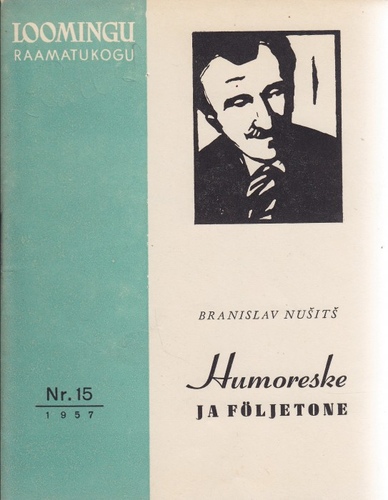 LOOMINGU
RAAMATUKOGU
BRANISLAV NUŠITŠ
Humoreske
JA FÖLJETONE
Nr. 15
1957